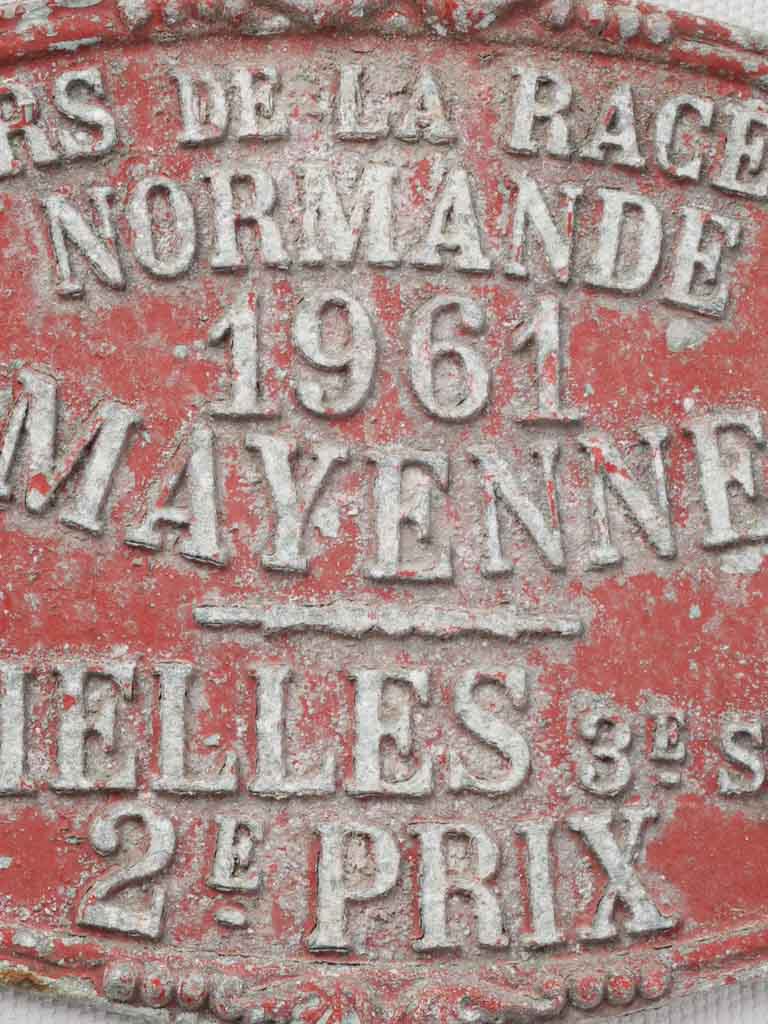 RS DE LA RACE
NORMANDE
1961
MAYENNE
IELLES 3E S
2E PRIX